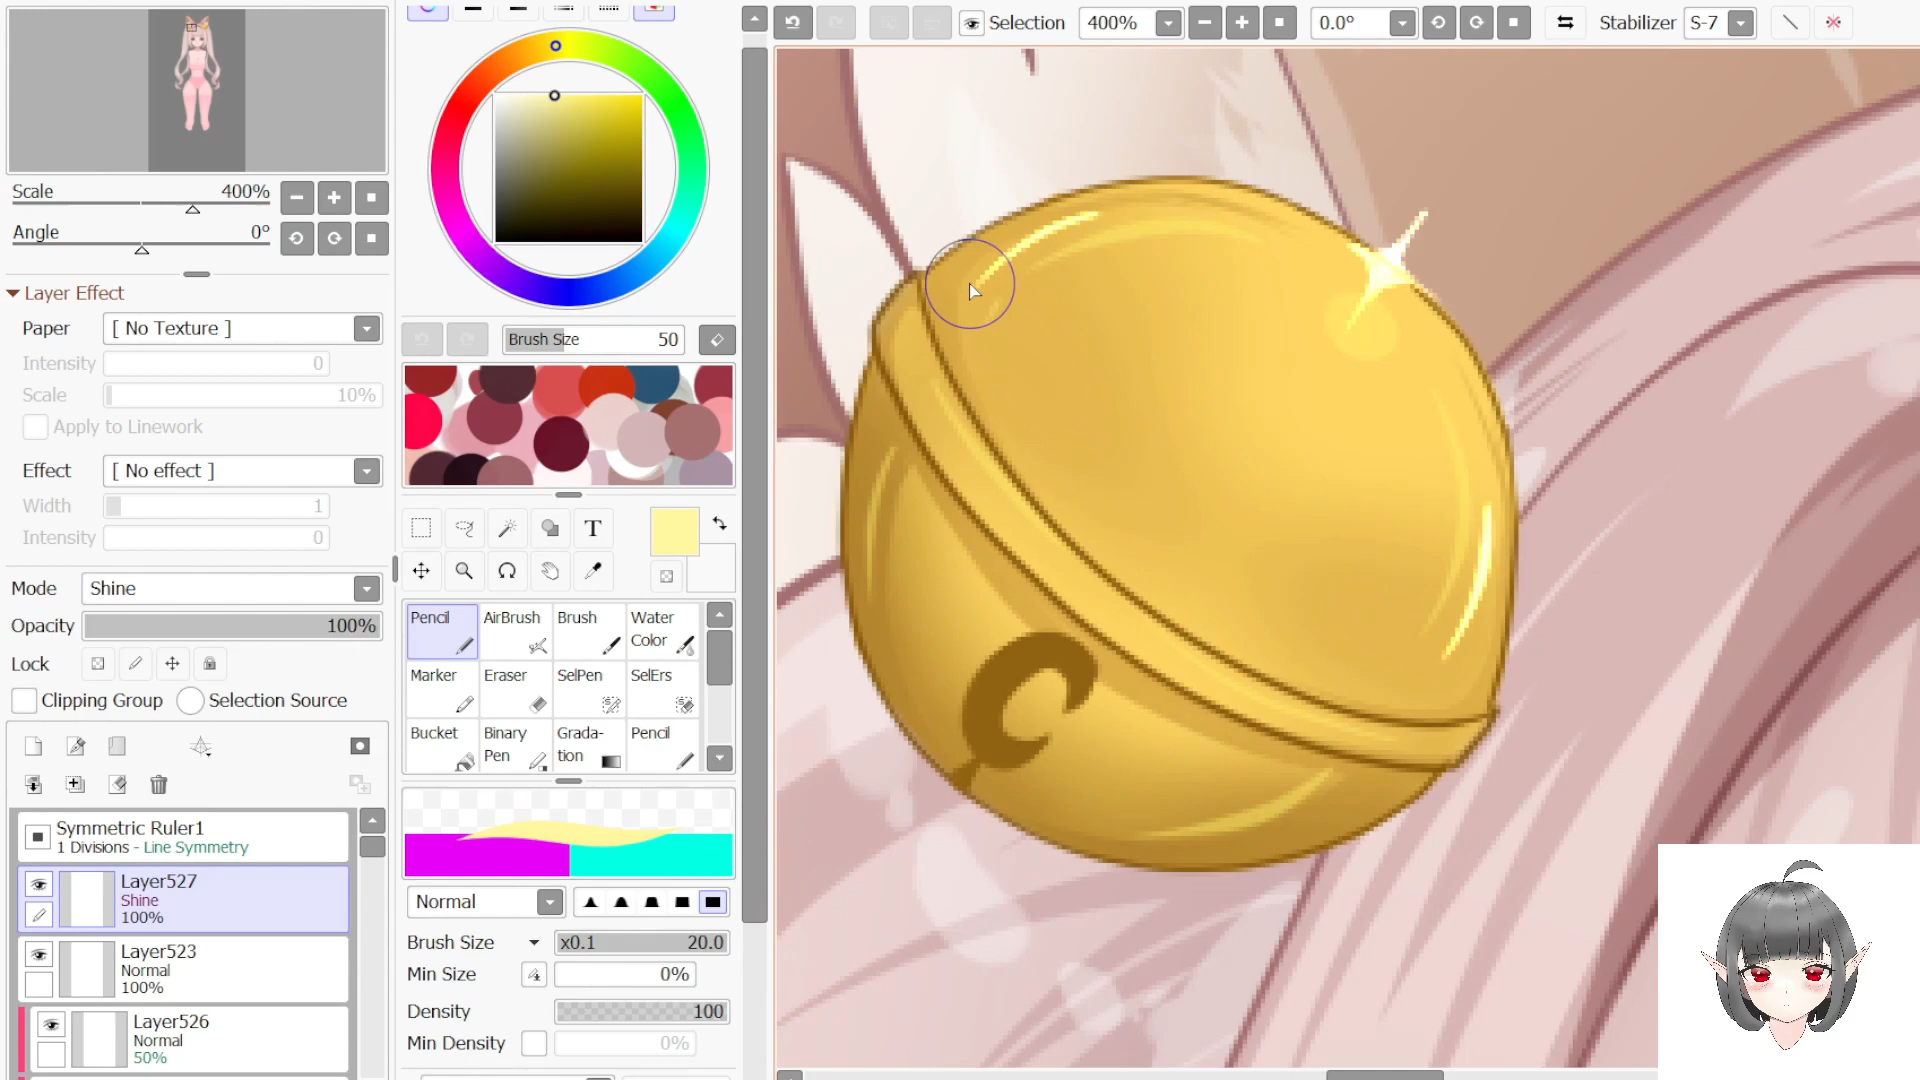 Selection
400%
0.0°
Stabilizer
S-7
Scale
400%
Angle
0°
Layer Effect
Paper
[ No Texture ]
Intensity
0
Scale
10%
Apply to Linework
Effect
[ No effect ]
Width
1
Intensity
0
Mode
Shine
Opacity
100%
Lock
Clipping Group
Selection Source
Symmetric Ruler1
1 Divisions - Line Symmetry
Layer527
Shine
100%
Layer523
Normal
100%
Layer526
Normal
50%
Brush Size
50
T
Pencil
AirBrush
Brush
Water
Color
Marker
Eraser
SelPen
SelErs
Bucket
Binary
Pen
Grada-
tion
Pencil
Normal
Brush Size
x0.1
20.0
Min Size
0%
Density
100
Min Density
0%